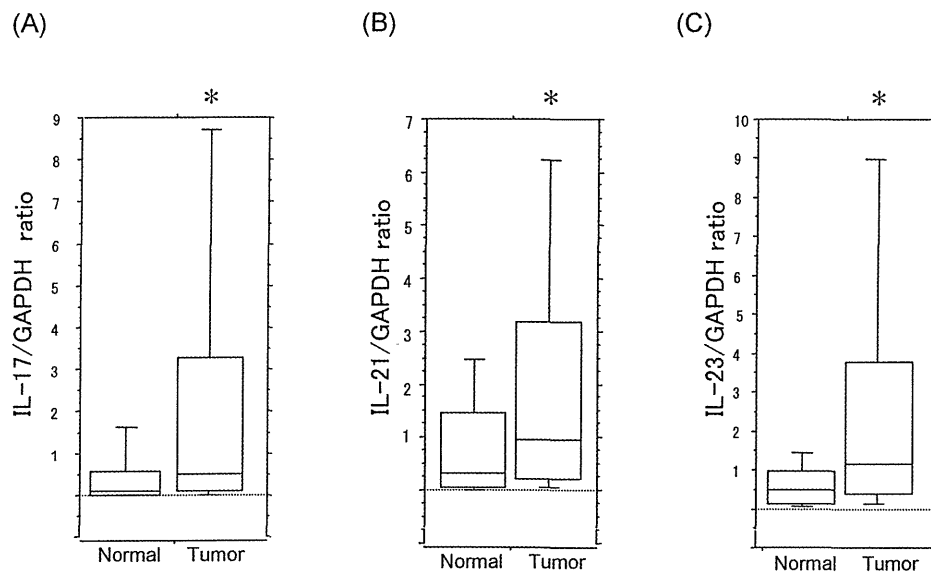 (A)
(B)
(C)
*
*
*
IL-17/GAPDH ratio
9
8
7
6
5
4
3
2
1
Normal
Tumor
IL-21/GAPDH ratio
7
6
5
4
3
2
1
Normal
Tumor
IL-23/GAPDH ratio
10
9
8
7
6
5
4
3
2
1
Normal
Tumor